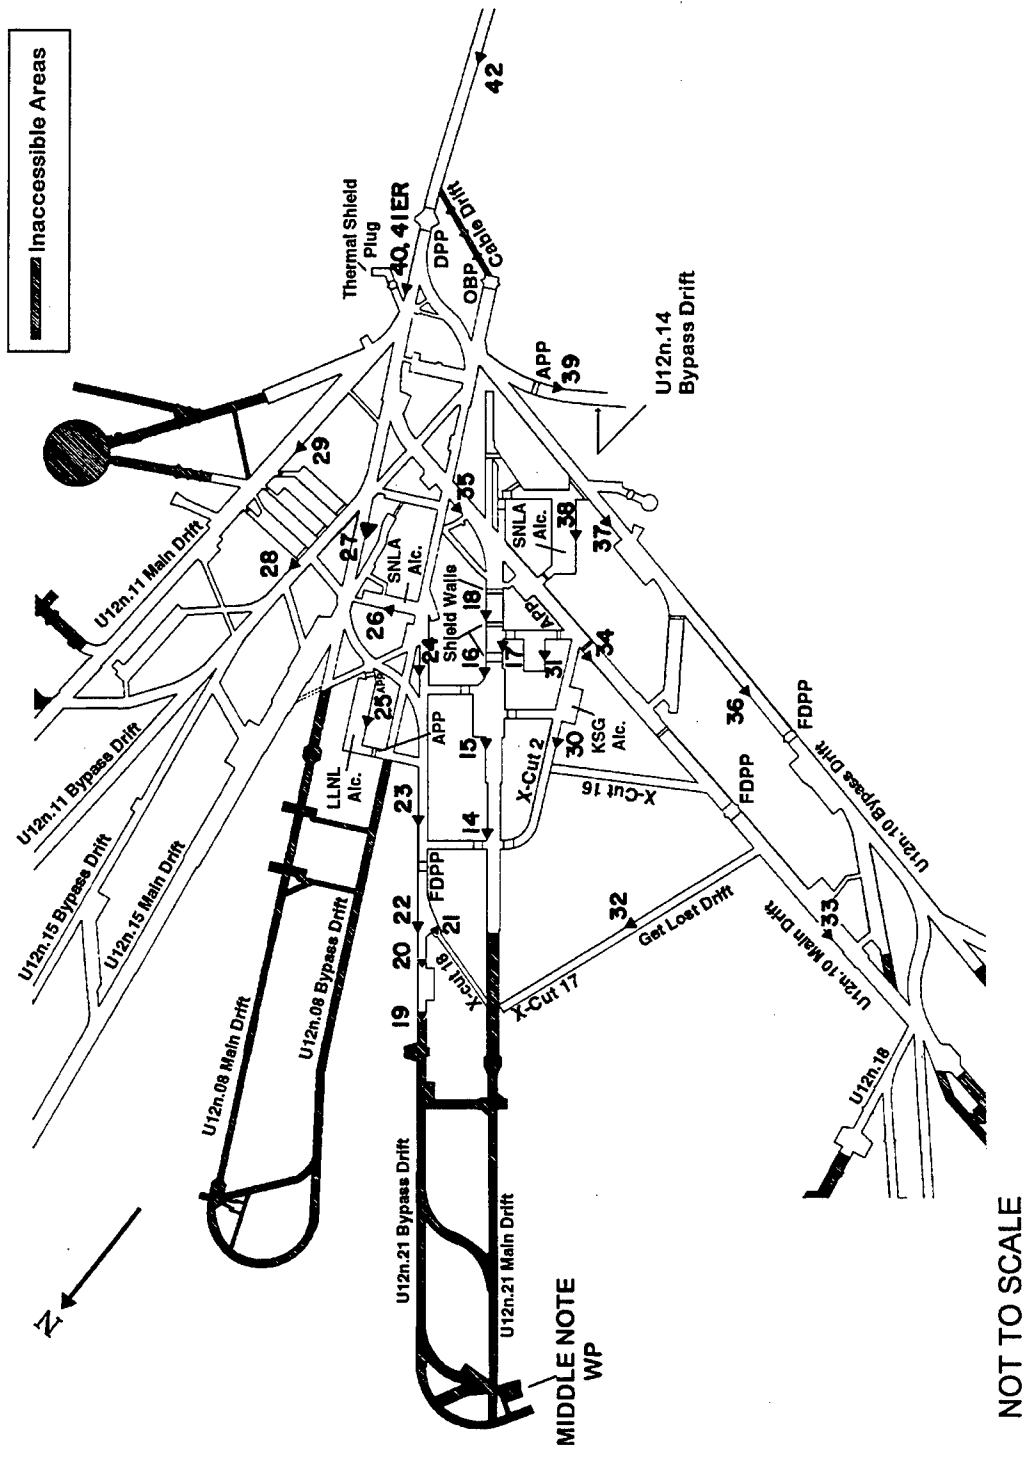 Inaccessible Areas
42
Thermal Shield
Plug
40, 41ER
DPP
Cable Drift
OBP
APP
39
U12n.14
Bypass Drift
29
28
27
35
U12n.11 Main Drift
SNLA
Alc.
SNLA
Alc.
38
37
26
Shield Walls
18
APP
24
16
17
31
34
U12n.11 Bypass Drift
25
APP
APP
LLNL
Alc.
15
30
KSG
Alc.
36
FDPP
X-Cut 2
X-Cut 16
FDPP
U12n.15 Bypass Drift
U12n.15 Main Drift
23
14
U12n.10 Bypass Drift
FDPP
22
21
20
X-cut 18
32
Get Lost Drift
33
U12n.10 Main Drift
U12n.08 Main Drift
U12n.08 Bypass Drift
19
X-Cut 17
U12n.18
U12n.21 Bypass Drift
U12n.21 Main Drift
N
MIDDLE NOTE
WP
NOT TO SCALE